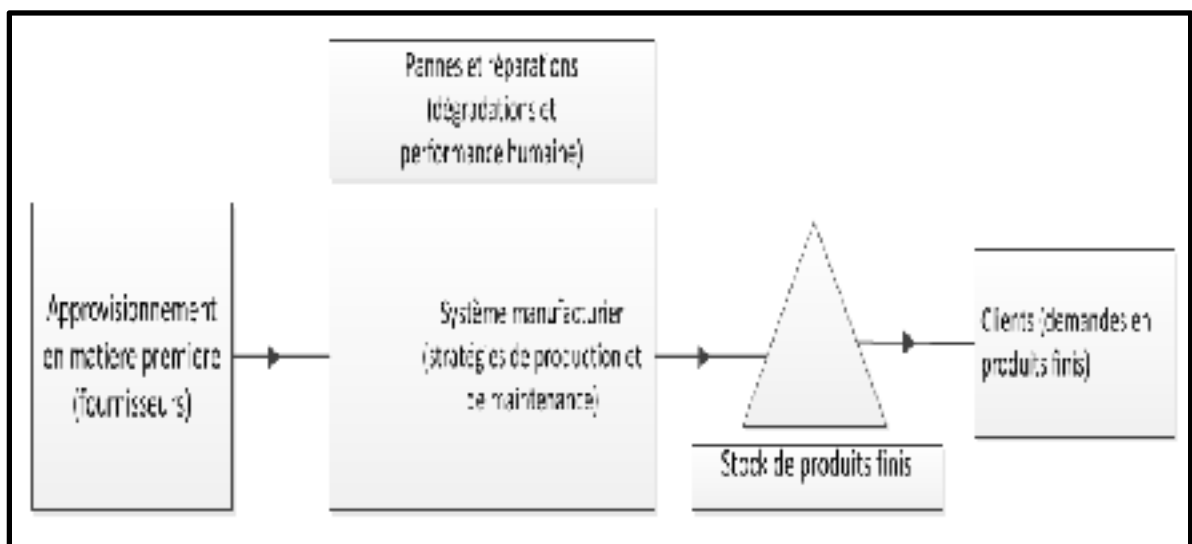 Pannes et réparations
(dégradations et
performance humaine)
Approvisionnement
en matière première
(fournisseurs)
Système manufacturier
(stratégies de production et
de maintenance)
Clients (demandes en
produits finis)
Stock de produits finis